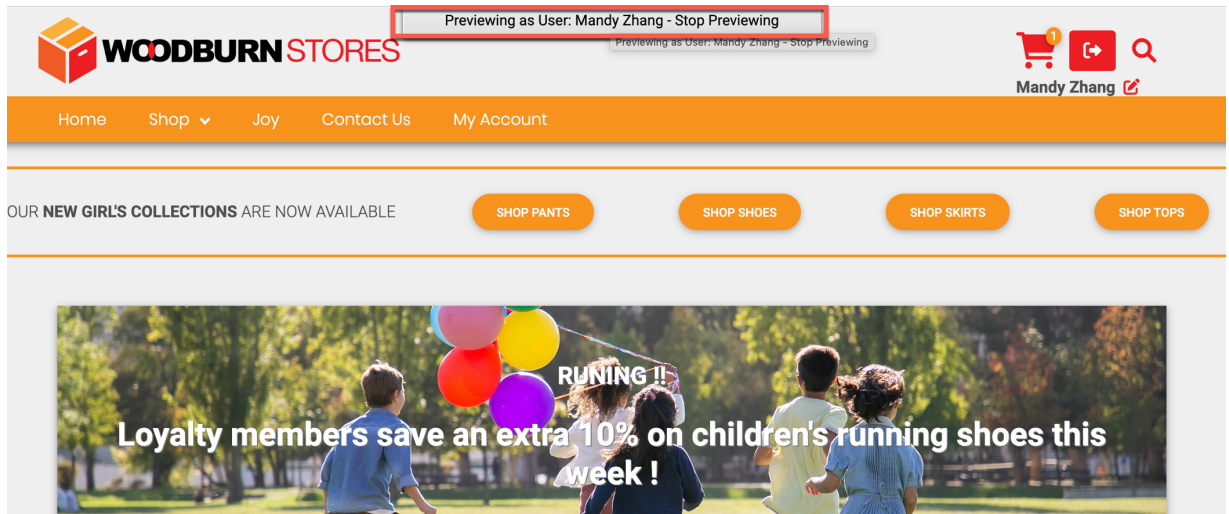 Previewing as User: Mandy Zhang - Stop Previewing
WOODBURN STORES
Previewing as User: Mandy Zhang - Stop Previewing
1
Mandy Zhang
Home Shop Joy Contact Us My Account
OUR NEW GIRL'S COLLECTIONS ARE NOW AVAILABLE SHOP PANTS SHOP SHOES SHOP SKIRTS SHOP TOPS
RUNING !!
Loyalty members save an extra 10% on children's running shoes this
week !